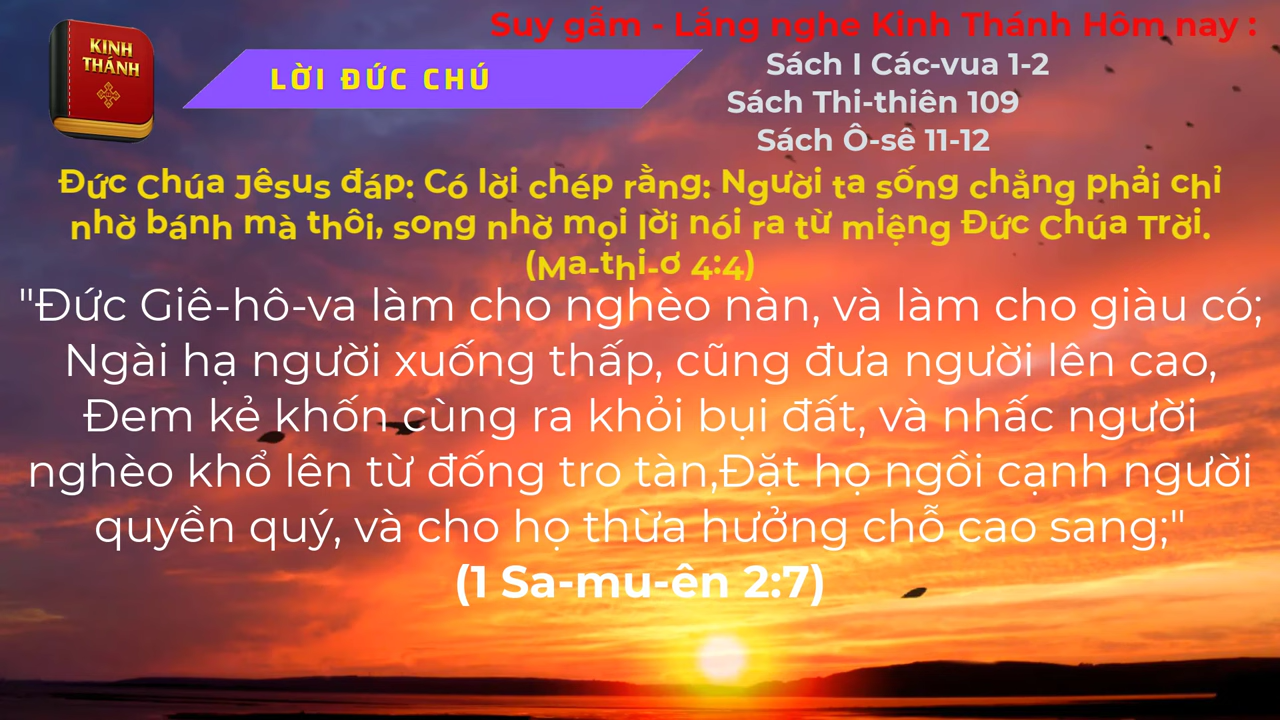 Suy gẫm - Lắng nghe Kinh Thánh Hôm nay :
KINH
THÁNH
LỜI ĐỨC CHÚ
Sách I Các-vua 1-2
Sách Thi-thiên 109
Sách Ô-sê 11-12
Đức Chúa Jêsus đáp: Có lời chép rằng: Người ta sống chẳng phải chỉ
nhờ bánh mà thôi, song nhờ mọi lời nói ra từ miệng Đức Chúa Trời.
(Ma-thi-ơ 4:4)
"Đức Giê-hô-va làm cho nghèo nàn, và làm cho giàu có;
Ngài hạ người xuống thấp, cũng đưa người lên cao,
Đem kẻ khốn cùng ra khỏi bụi đất, và nhấc người
nghèo khổ lên từ đống tro tàn,Đặt họ ngồi cạnh người
quyền quý, và cho họ thừa hưởng chỗ cao sang;"
(1 Sa-mu-ên 2:7)